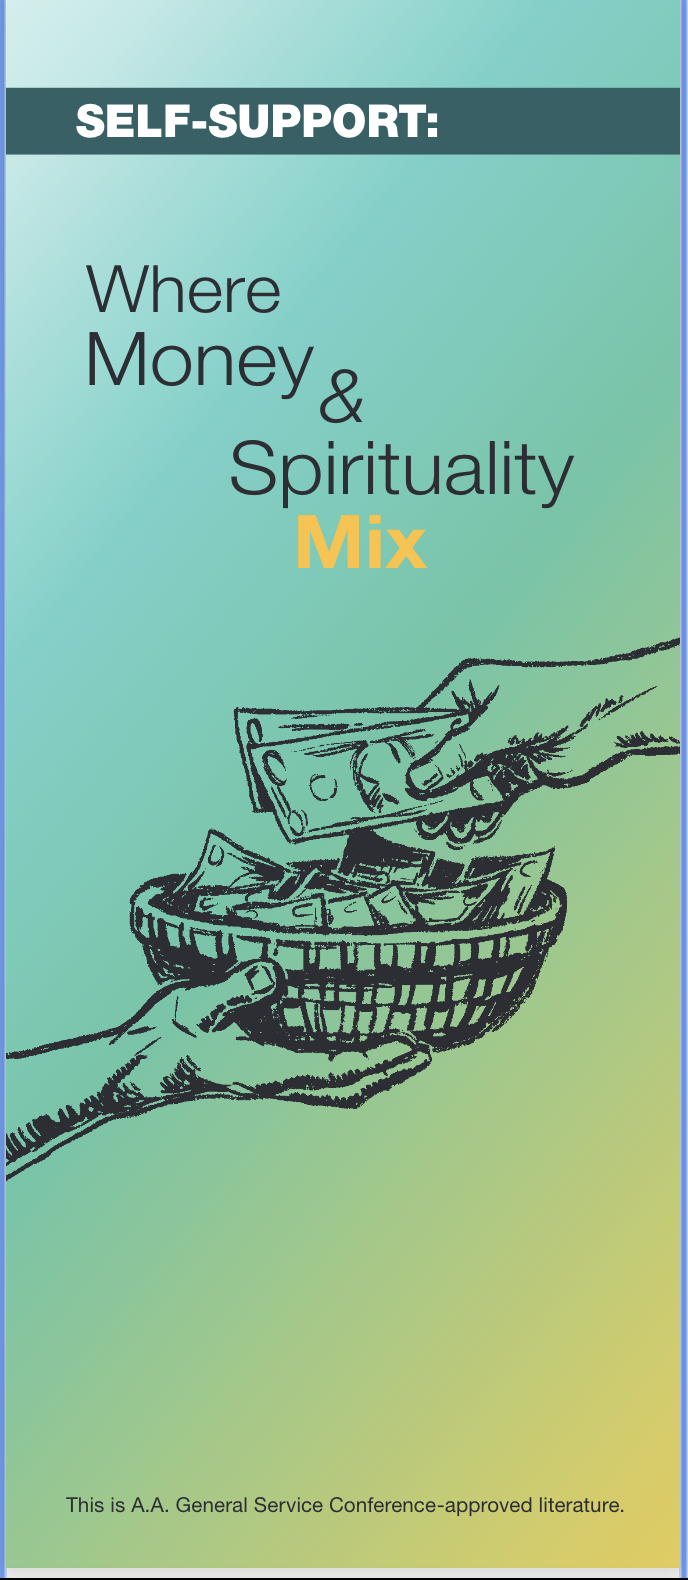 SELF-SUPPORT:
Where
Money
&
Spirituality
Mix
This is A.A. General Service Conference-approved literature.